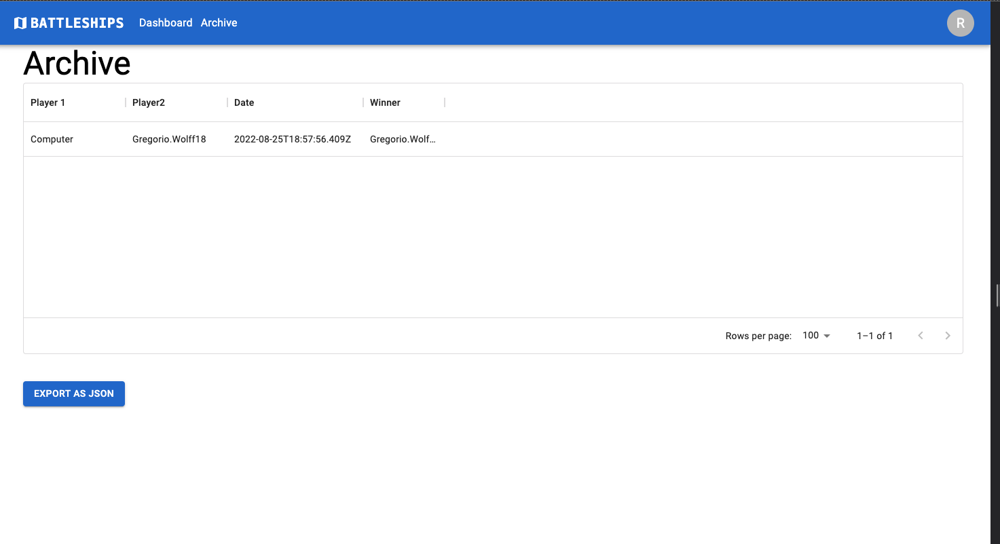 BATTLESHIPS Dashboard Archive R
Archive
Player 1 Player2 Date Winner
Computer Gregorio.Wolff18 2022-08-25T18:57:56.409Z Gregorio.Wolf...
Rows per page: 100 1–1 of 1
EXPORT AS JSON